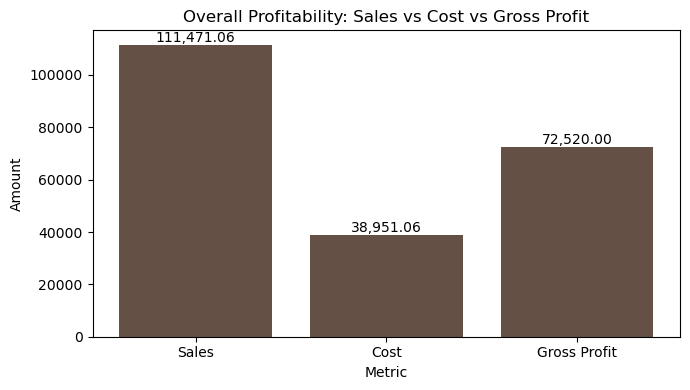 Overall Profitability: Sales vs Cost vs Gross Profit
111,471.06
100000
80000
72,520.00
60000
Amount
40000
38,951.06
20000
0
Sales
Cost
Gross Profit
Metric